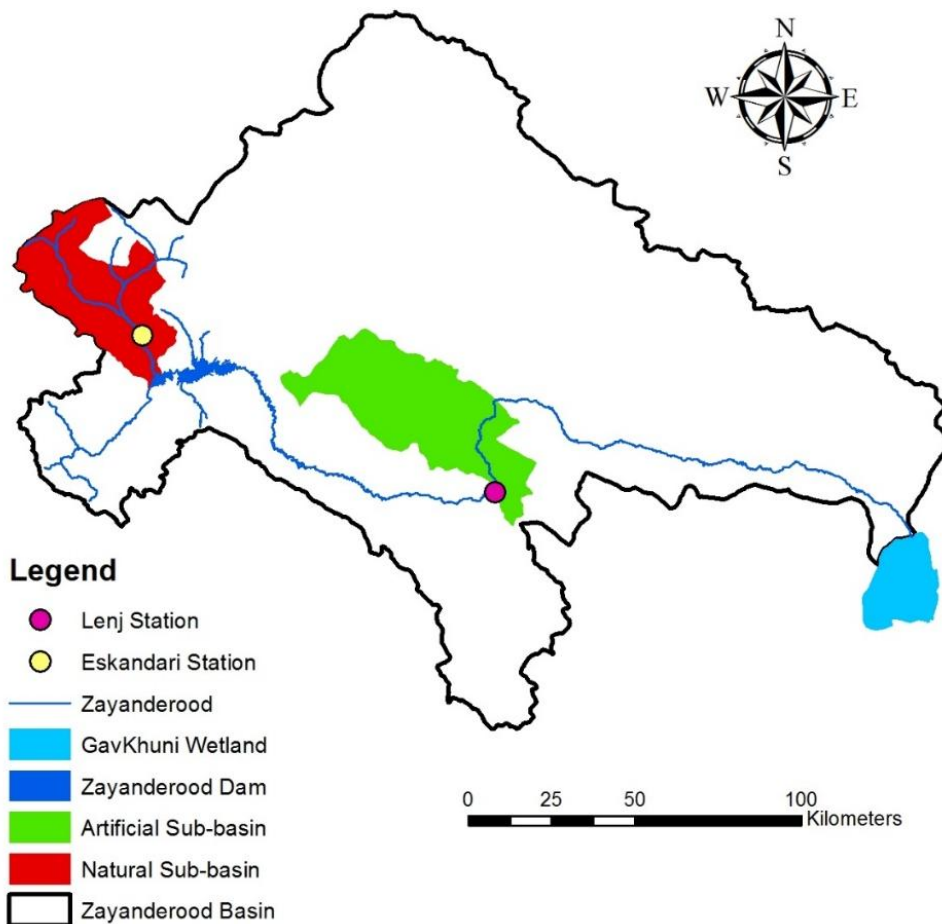 N
W E
S
Legend
Lenj Station
Eskandari Station
Zayanderood
GavKhuni Wetland
Zayanderood Dam
Artificial Sub-basin
Natural Sub-basin
Zayanderood Basin
0 25 50 100
Kilometers